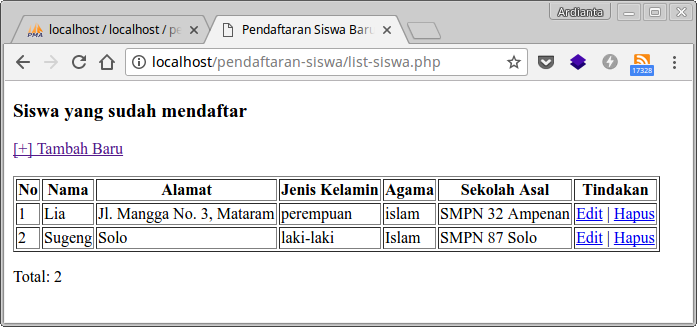 Ardianta
localhost / localhost / pe
Pendaftaran Siswa Baru
localhost/pendaftaran-siswa/list-siswa.php
17328
Siswa yang sudah mendaftar
[+] Tambah Baru
No Nama Alamat Jenis Kelamin Agama Sekolah Asal Tindakan
1 Lia Jl. Mangga No. 3, Mataram perempuan islam SMPN 32 Ampenan Edit | Hapus
2 Sugeng Solo laki-laki Islam SMPN 87 Solo Edit | Hapus
Total: 2